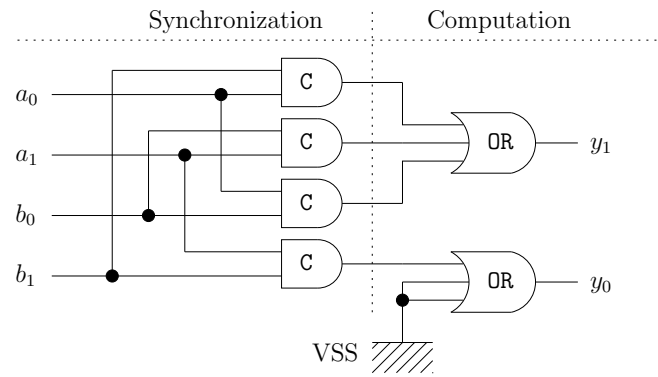 Synchronization Computation
a₀ C
a₁ C OR y₁
b₀ C
b₁ C OR y₀
VSS